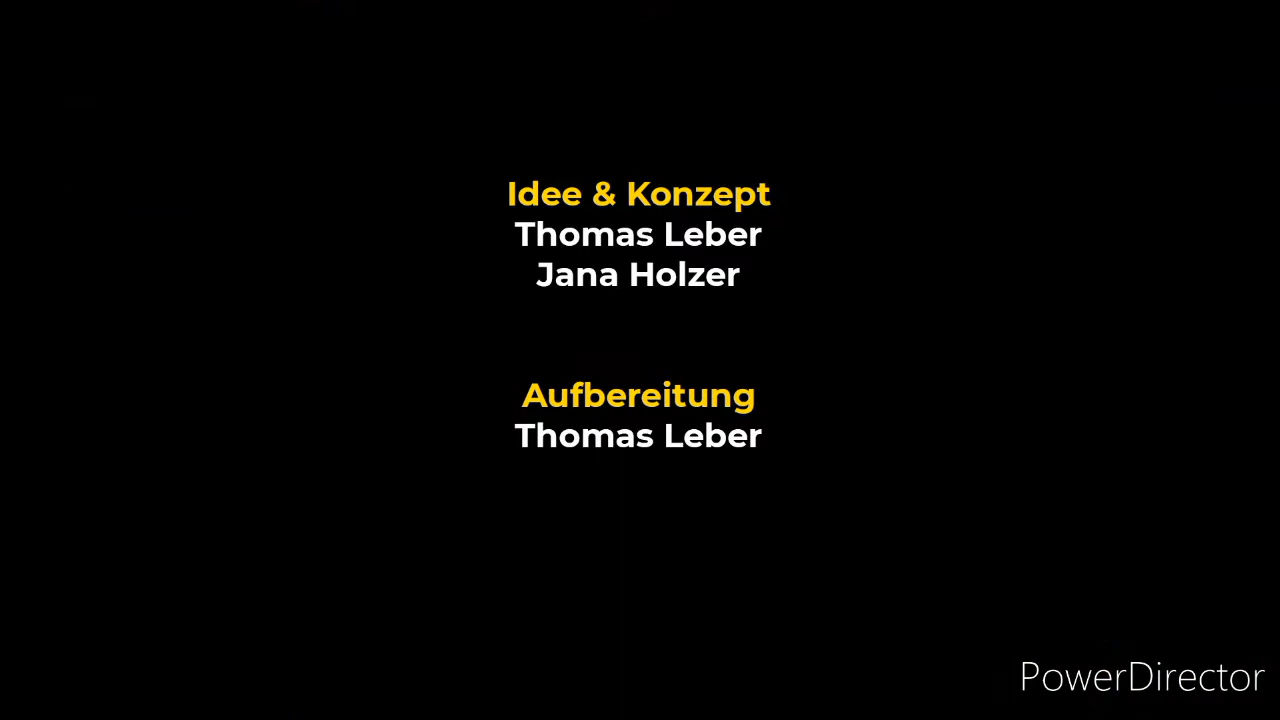 Idee & Konzept
Thomas Leber
Jana Holzer
Aufbereitung
Thomas Leber
PowerDirector